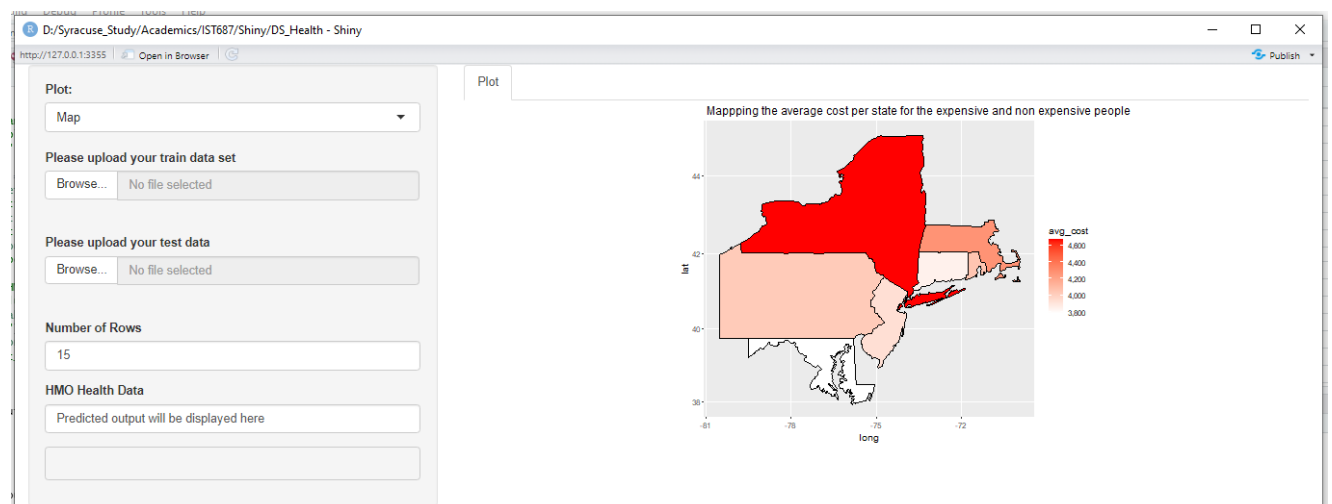 Debug Profile Tools Help
D:/Syracuse_Study/Academics/IST687/Shiny/DS_Health - Shiny
http://127.0.0.1:3355 Open in Browser Publish
Plot:
Map
Please upload your train data set
Browse... No file selected
Please upload your test data
Browse... No file selected
Number of Rows
15
HMO Health Data
Predicted output will be displayed here
Plot
Mappping the average cost per state for the expensive and non expensive people
44
42
40
38
lat
-81 -78 -75 -72
long
avg_cost
4,600
4,400
4,200
4,000
3,800